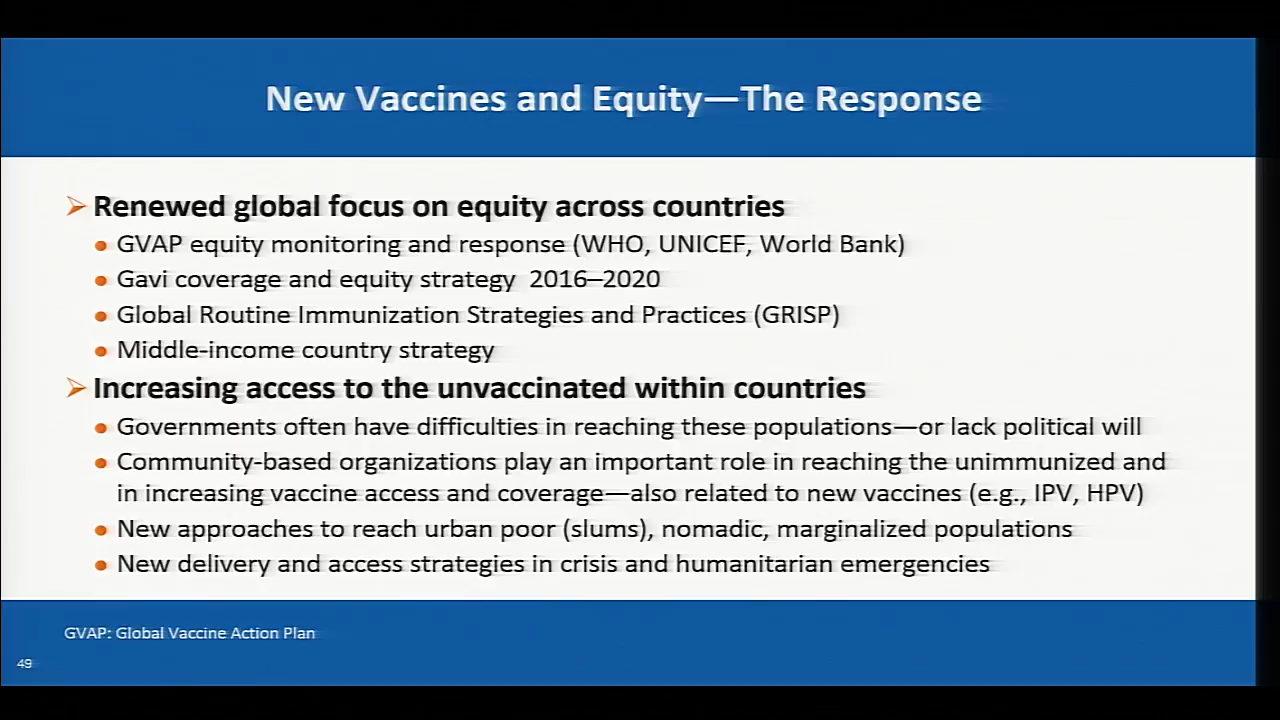 New Vaccines and Equity—The Response
➢ Renewed global focus on equity across countries
• GVAP equity monitoring and response (WHO, UNICEF, World Bank)
• Gavi coverage and equity strategy 2016–2020
• Global Routine Immunization Strategies and Practices (GRISP)
• Middle-income country strategy
➢ Increasing access to the unvaccinated within countries
• Governments often have difficulties in reaching these populations—or lack political will
• Community-based organizations play an important role in reaching the unimmunized and
in increasing vaccine access and coverage—also related to new vaccines (e.g., IPV, HPV)
• New approaches to reach urban poor (slums), nomadic, marginalized populations
• New delivery and access strategies in crisis and humanitarian emergencies
GVAP: Global Vaccine Action Plan
49